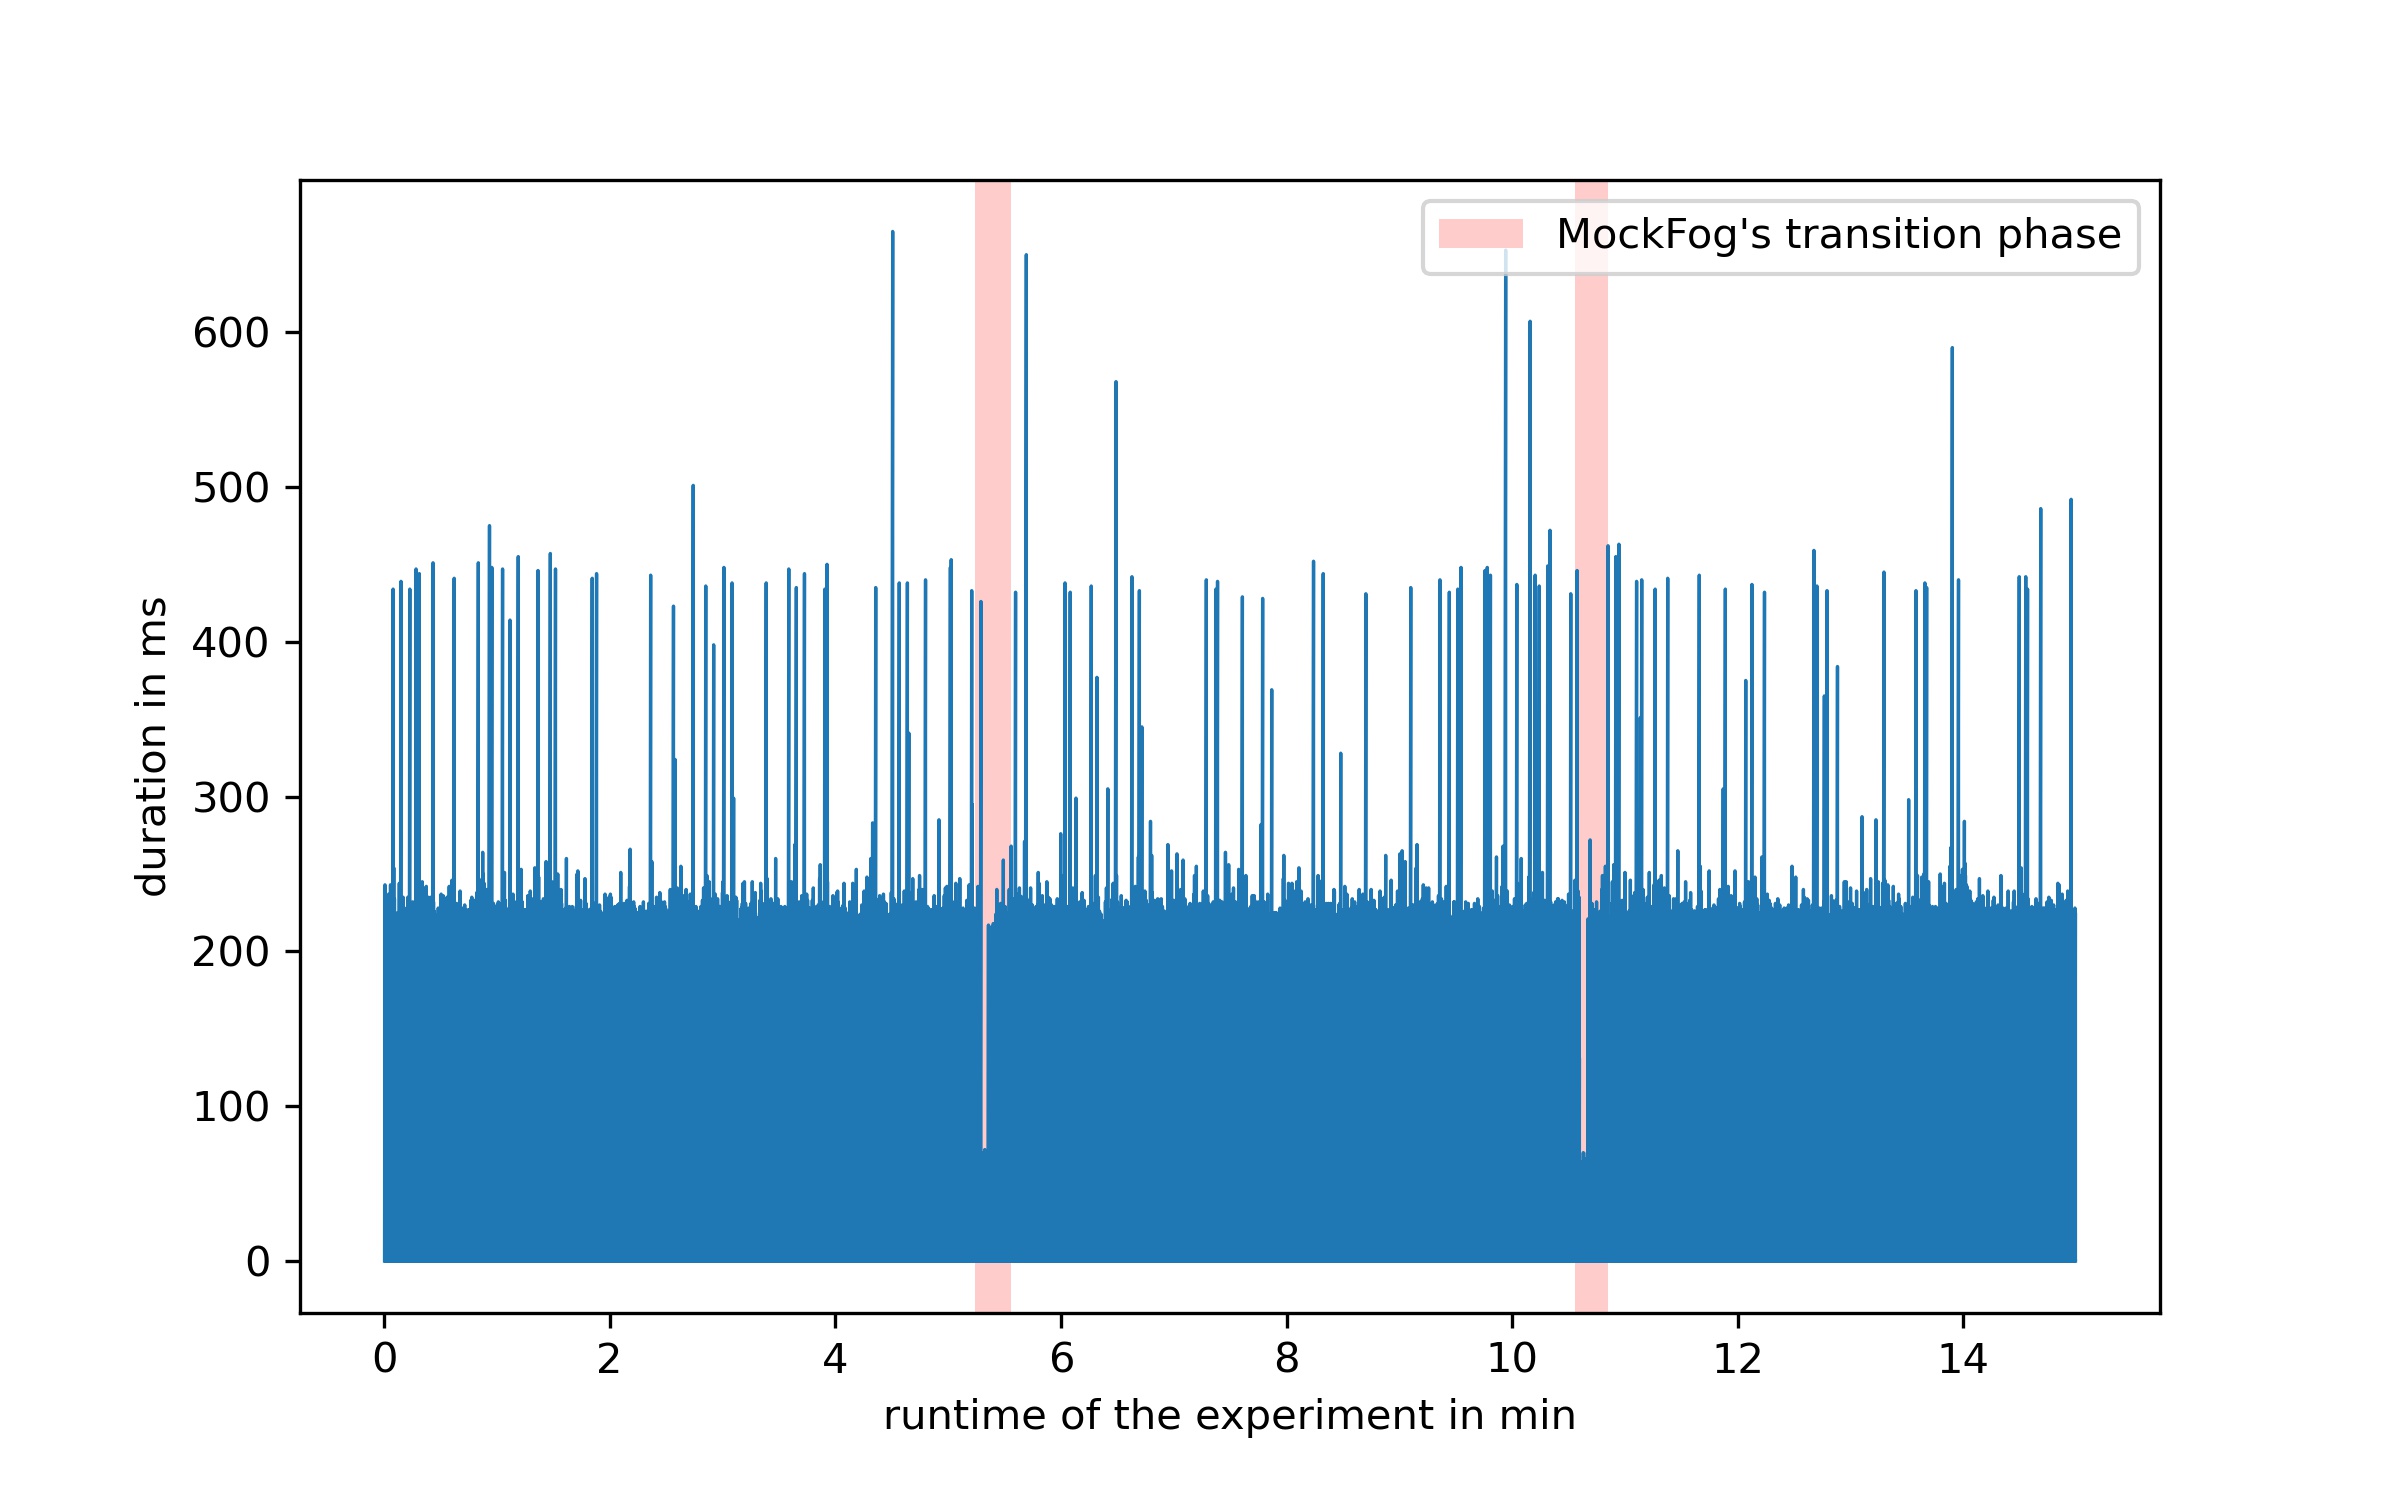 MockFog's transition phase
600
500
400
300
200
100
0
duration in ms
0 2 4 6 8 10 12 14
runtime of the experiment in min